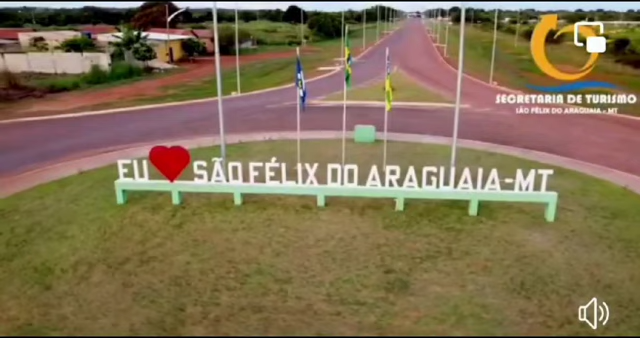 SECRETARIA DE TURISMO
SÃO FÉLIX DO ARAGUAIA - MT
EU ❤ SÃO FÉLIX DO ARAGUAIA-MT